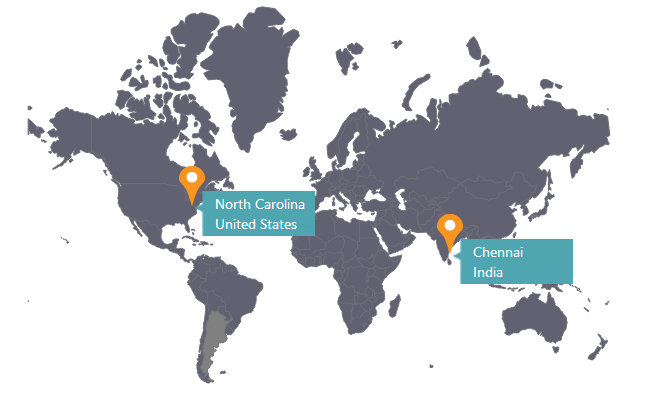 North Carolina
United States
Chennai
India